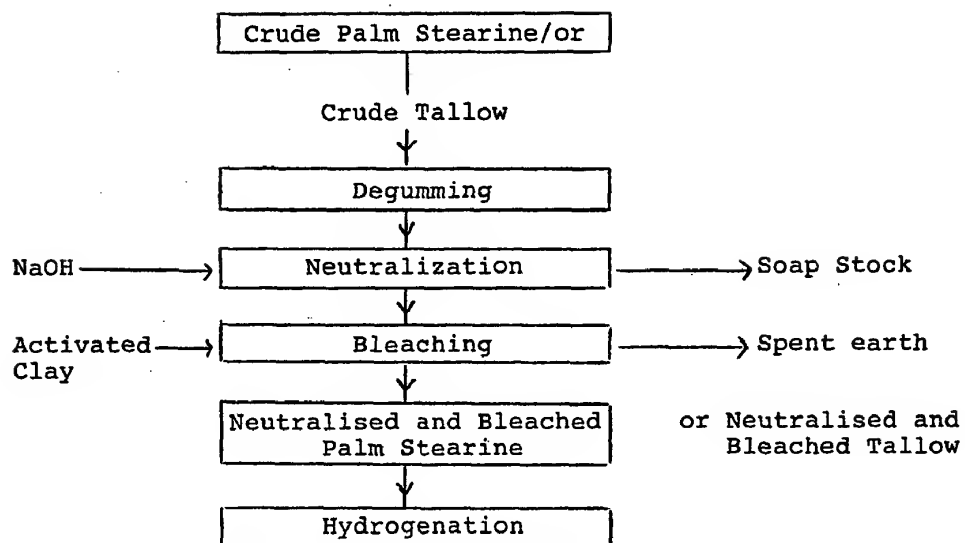 Crude Palm Stearine/or
Crude Tallow
Degumming
NaOH
Neutralization
Soap Stock
Activated
Clay
Bleaching
Spent earth
Neutralised and Bleached
Palm Stearine
or Neutralised and
Bleached Tallow
Hydrogenation